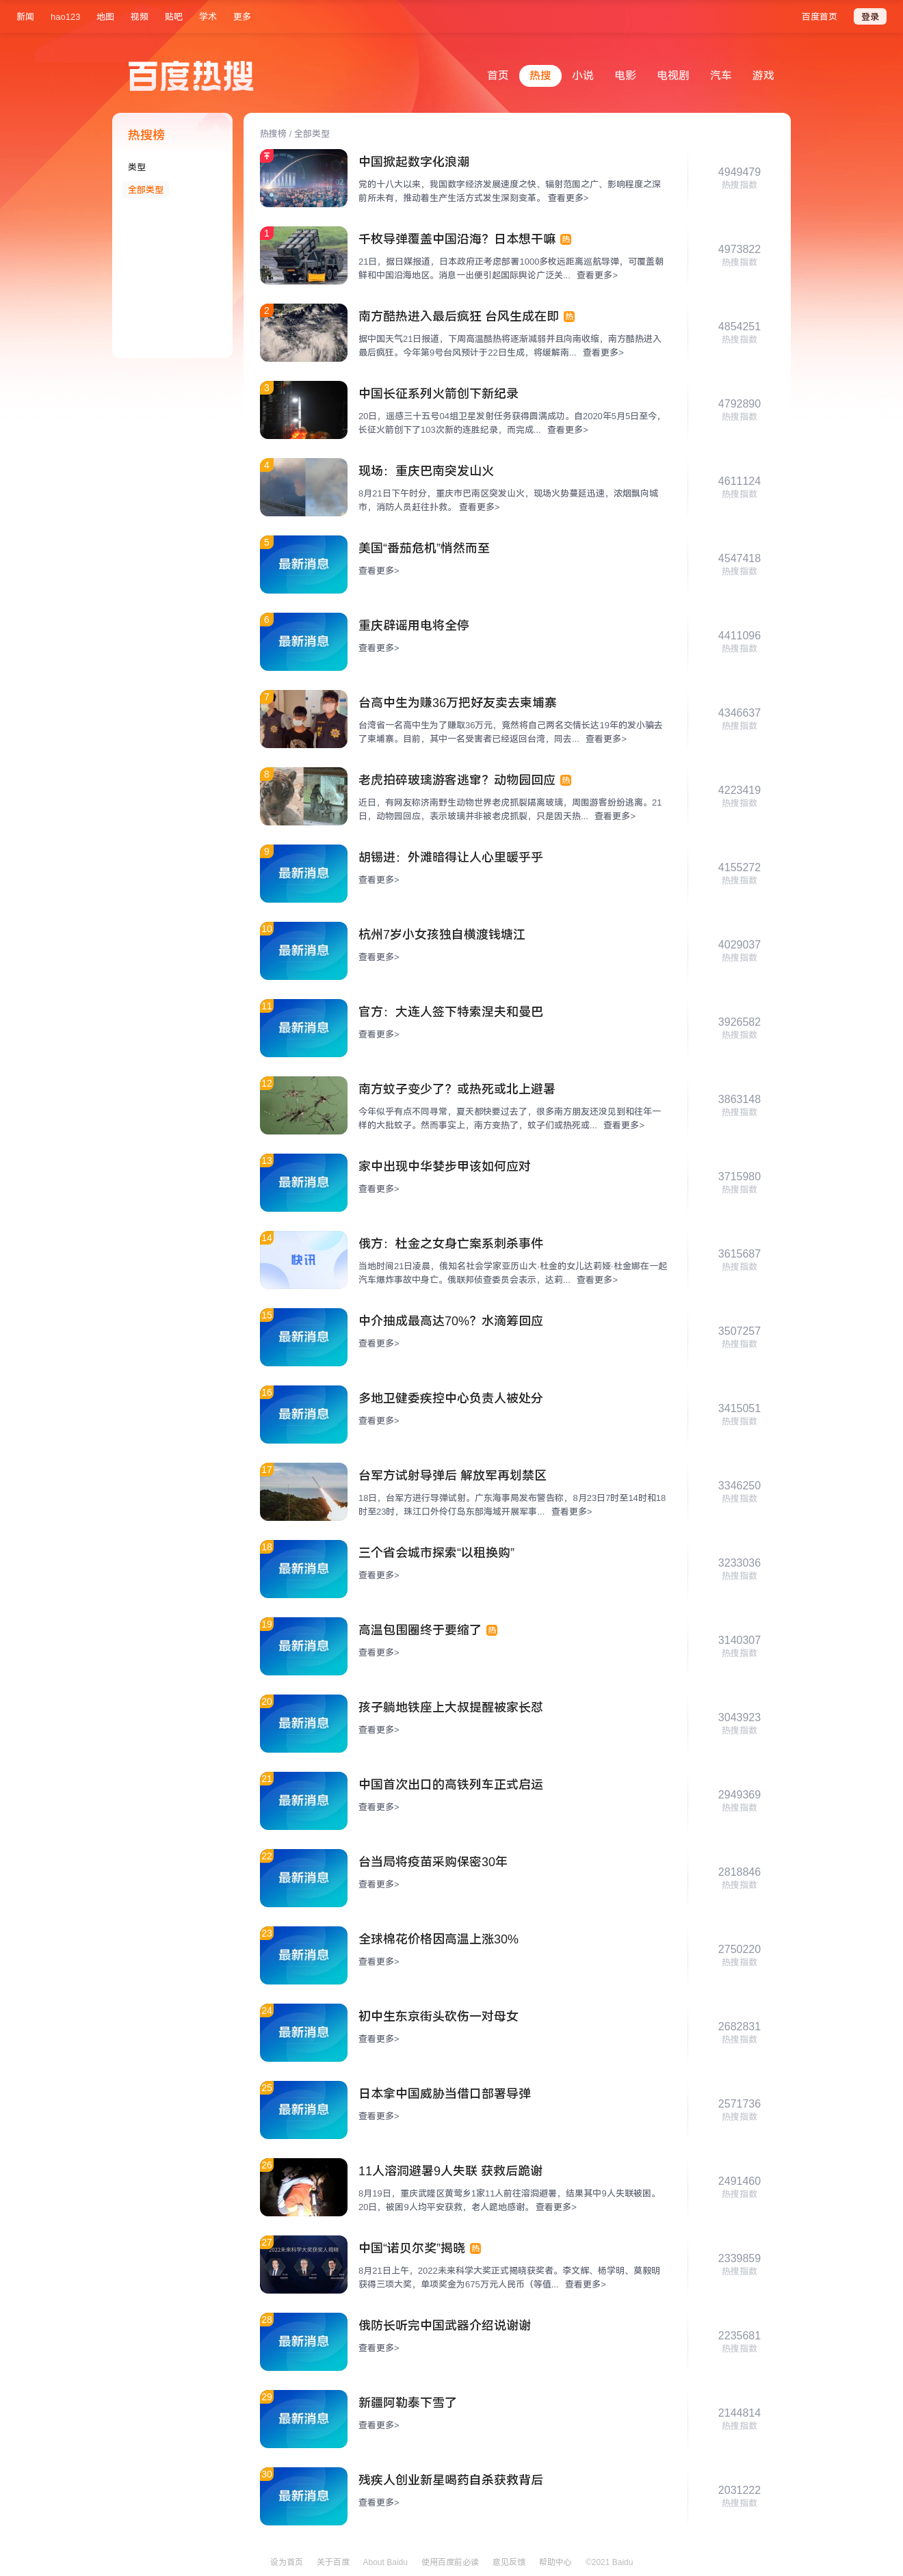 新闻 hao123 地图 视频 贴吧 学术 更多 百度首页 登录
百度热搜
首页 热搜 小说 电影 电视剧 汽车 游戏
热搜榜
类型
全部类型
热搜榜 / 全部类型
中国掀起数字化浪潮
党的十八大以来，我国数字经济发展速度之快、辐射范围之广、影响程度之深
前所未有，推动着生产生活方式发生深刻变革。 查看更多>
4949479
热搜指数
1
千枚导弹覆盖中国沿海？日本想干嘛 热
21日，据日媒报道，日本政府正考虑部署1000多枚远距离巡航导弹，可覆盖朝
鲜和中国沿海地区。消息一出便引起国际舆论广泛关... 查看更多>
4973822
热搜指数
2
南方酷热进入最后疯狂 台风生成在即 热
据中国天气21日报道，下周高温酷热将逐渐减弱并且向南收缩，南方酷热进入
最后疯狂。今年第9号台风预计于22日生成，将缓解南... 查看更多>
4854251
热搜指数
3
中国长征系列火箭创下新纪录
20日，遥感三十五号04组卫星发射任务获得圆满成功。自2020年5月5日至今，
长征火箭创下了103次新的连胜纪录，而完成... 查看更多>
4792890
热搜指数
4
现场：重庆巴南突发山火
8月21日下午时分，重庆市巴南区突发山火，现场火势蔓延迅速，浓烟飘向城
市，消防人员赶往扑救。 查看更多>
4611124
热搜指数
5
最新消息
美国“番茄危机”悄然而至
查看更多>
4547418
热搜指数
6
最新消息
重庆辟谣用电将全停
查看更多>
4411096
热搜指数
7
台高中生为赚36万把好友卖去柬埔寨
台湾省一名高中生为了赚取36万元，竟然将自己两名交情长达19年的发小骗去
了柬埔寨。目前，其中一名受害者已经返回台湾，同去... 查看更多>
4346637
热搜指数
8
老虎拍碎玻璃游客逃窜？动物园回应 热
近日，有网友称济南野生动物世界老虎抓裂隔离玻璃，周围游客纷纷逃离。21
日，动物园回应，表示玻璃并非被老虎抓裂，只是因天热... 查看更多>
4223419
热搜指数
9
最新消息
胡锡进：外滩暗得让人心里暖乎乎
查看更多>
4155272
热搜指数
10
最新消息
杭州7岁小女孩独自横渡钱塘江
查看更多>
4029037
热搜指数
11
最新消息
官方：大连人签下特索涅夫和曼巴
查看更多>
3926582
热搜指数
12
南方蚊子变少了？或热死或北上避暑
今年似乎有点不同寻常，夏天都快要过去了，很多南方朋友还没见到和往年一
样的大批蚊子。然而事实上，南方变热了，蚊子们或热死或... 查看更多>
3863148
热搜指数
13
最新消息
家中出现中华婪步甲该如何应对
查看更多>
3715980
热搜指数
14
快讯
俄方：杜金之女身亡案系刺杀事件
当地时间21日凌晨，俄知名社会学家亚历山大·杜金的女儿达莉娅·杜金娜在一起
汽车爆炸事故中身亡。俄联邦侦查委员会表示，达莉... 查看更多>
3615687
热搜指数
15
最新消息
中介抽成最高达70%？水滴筹回应
查看更多>
3507257
热搜指数
16
最新消息
多地卫健委疾控中心负责人被处分
查看更多>
3415051
热搜指数
17
台军方试射导弹后 解放军再划禁区
18日，台军方进行导弹试射。广东海事局发布警告称，8月23日7时至14时和18
时至23时，珠江口外伶仃岛东部海域开展军事... 查看更多>
3346250
热搜指数
18
最新消息
三个省会城市探索“以租换购”
查看更多>
3233036
热搜指数
19
最新消息
高温包围圈终于要缩了 热
查看更多>
3140307
热搜指数
20
最新消息
孩子躺地铁座上大叔提醒被家长怼
查看更多>
3043923
热搜指数
21
最新消息
中国首次出口的高铁列车正式启运
查看更多>
2949369
热搜指数
22
最新消息
台当局将疫苗采购保密30年
查看更多>
2818846
热搜指数
23
最新消息
全球棉花价格因高温上涨30%
查看更多>
2750220
热搜指数
24
最新消息
初中生东京街头砍伤一对母女
查看更多>
2682831
热搜指数
25
最新消息
日本拿中国威胁当借口部署导弹
查看更多>
2571736
热搜指数
26
11人溶洞避暑9人失联 获救后跪谢
8月19日，重庆武隆区黄莺乡1家11人前往溶洞避暑，结果其中9人失联被困。
20日，被困9人均平安获救，老人跪地感谢。 查看更多>
2491460
热搜指数
27
2022未来科学大奖获奖人揭晓
中国“诺贝尔奖”揭晓 热
8月21日上午，2022未来科学大奖正式揭晓获奖者。李文辉、杨学明、莫毅明
获得三项大奖，单项奖金为675万元人民币（等值... 查看更多>
2339859
热搜指数
28
最新消息
俄防长听完中国武器介绍说谢谢
查看更多>
2235681
热搜指数
29
最新消息
新疆阿勒泰下雪了
查看更多>
2144814
热搜指数
30
最新消息
残疾人创业新星喝药自杀获救背后
查看更多>
2031222
热搜指数
设为首页 关于百度 About Baidu 使用百度前必读 意见反馈 帮助中心 ©2021 Baidu